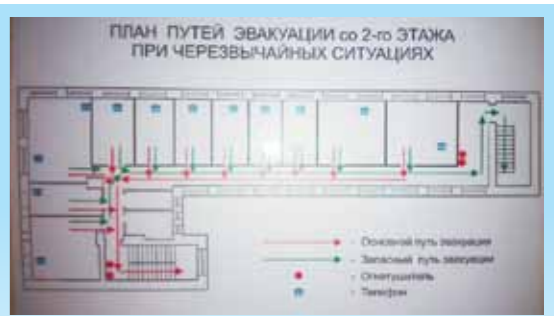 ПЛАН ПУТЕЙ ЭВАКУАЦИИ со 2-го ЭТАЖА
ПРИ ЧЕРЕЗВЫЧАЙНЫХ СИТУАЦИЯХ
- Основной путь эвакуации
- Запасный путь эвакуации
- Огнетушитель
- Телефон